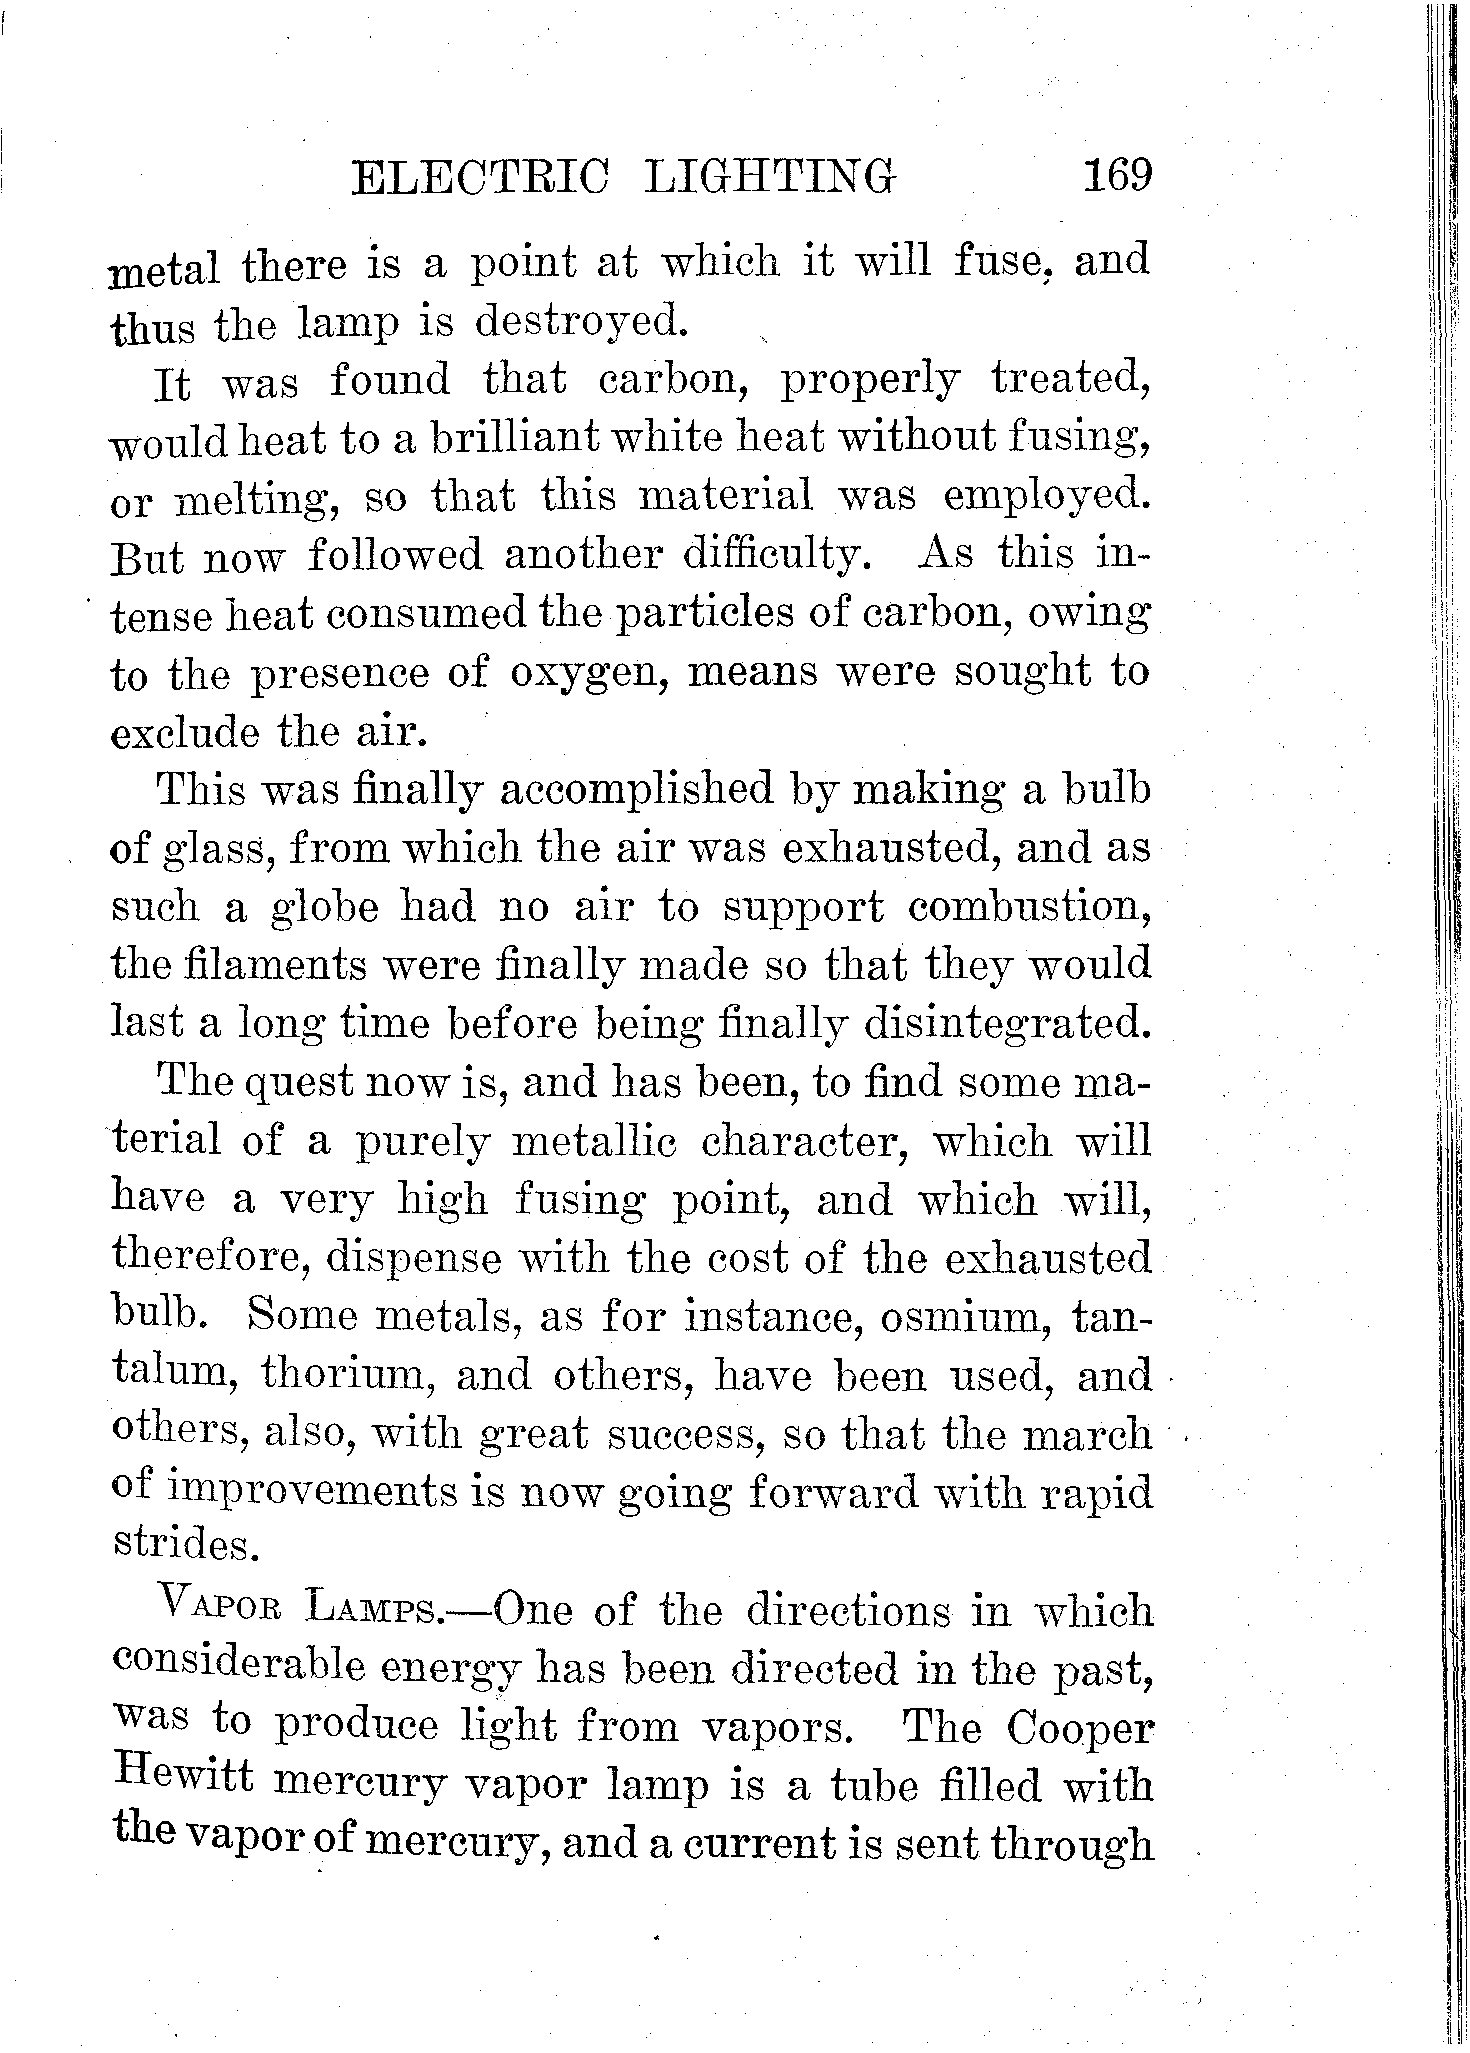 ELECTRIC LIGHTING 169
metal there is a point at which it will fuse, and
thus the lamp is destroyed.
It was found that carbon, properly treated,
would heat to a brilliant white heat without fusing,
or melting, so that this material was employed.
But now followed another difficulty. As this in-
tense heat consumed the particles of carbon, owing
to the presence of oxygen, means were sought to
exclude the air.
This was finally accomplished by making a bulb
of glass, from which the air was exhausted, and as
such a globe had no air to support combustion,
the filaments were finally made so that they would
last a long time before being finally disintegrated.
The quest now is, and has been, to find some ma-
terial of a purely metallic character, which will
have a very high fusing point, and which will,
therefore, dispense with the cost of the exhausted
bulb. Some metals, as for instance, osmium, tan-
talum, thorium, and others, have been used, and
others, also, with great success, so that the march
of improvements is now going forward with rapid
strides.
VAPOR LAMPS.—One of the directions in which
considerable energy has been directed in the past,
was to produce light from vapors. The Cooper
Hewitt mercury vapor lamp is a tube filled with
the vapor of mercury, and a current is sent through